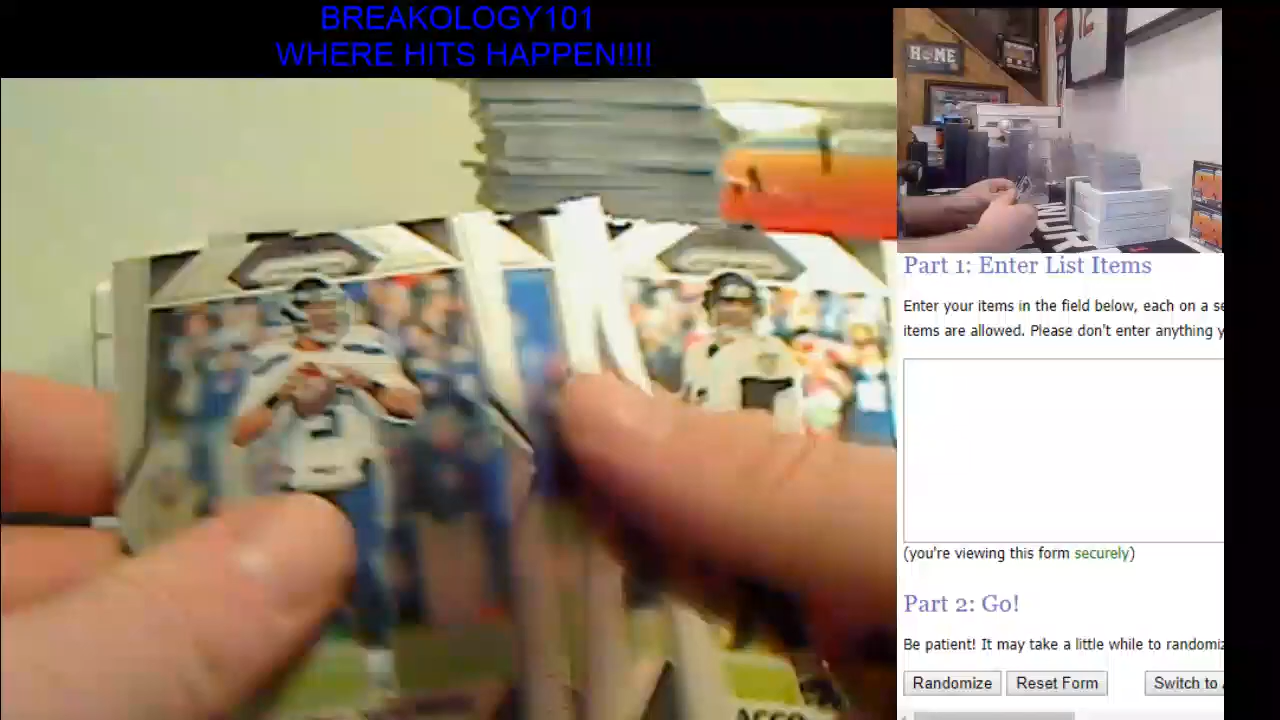 BREAKOLOGY101
WHERE HITS HAPPEN!!!!
HOME
12
Part 1: Enter List Items
Enter your items in the field below, each on a se
items are allowed. Please don't enter anything y
(you're viewing this form securely)
Part 2: Go!
Be patient! It may take a little while to randomiz
Randomize
Reset Form
Switch to
3